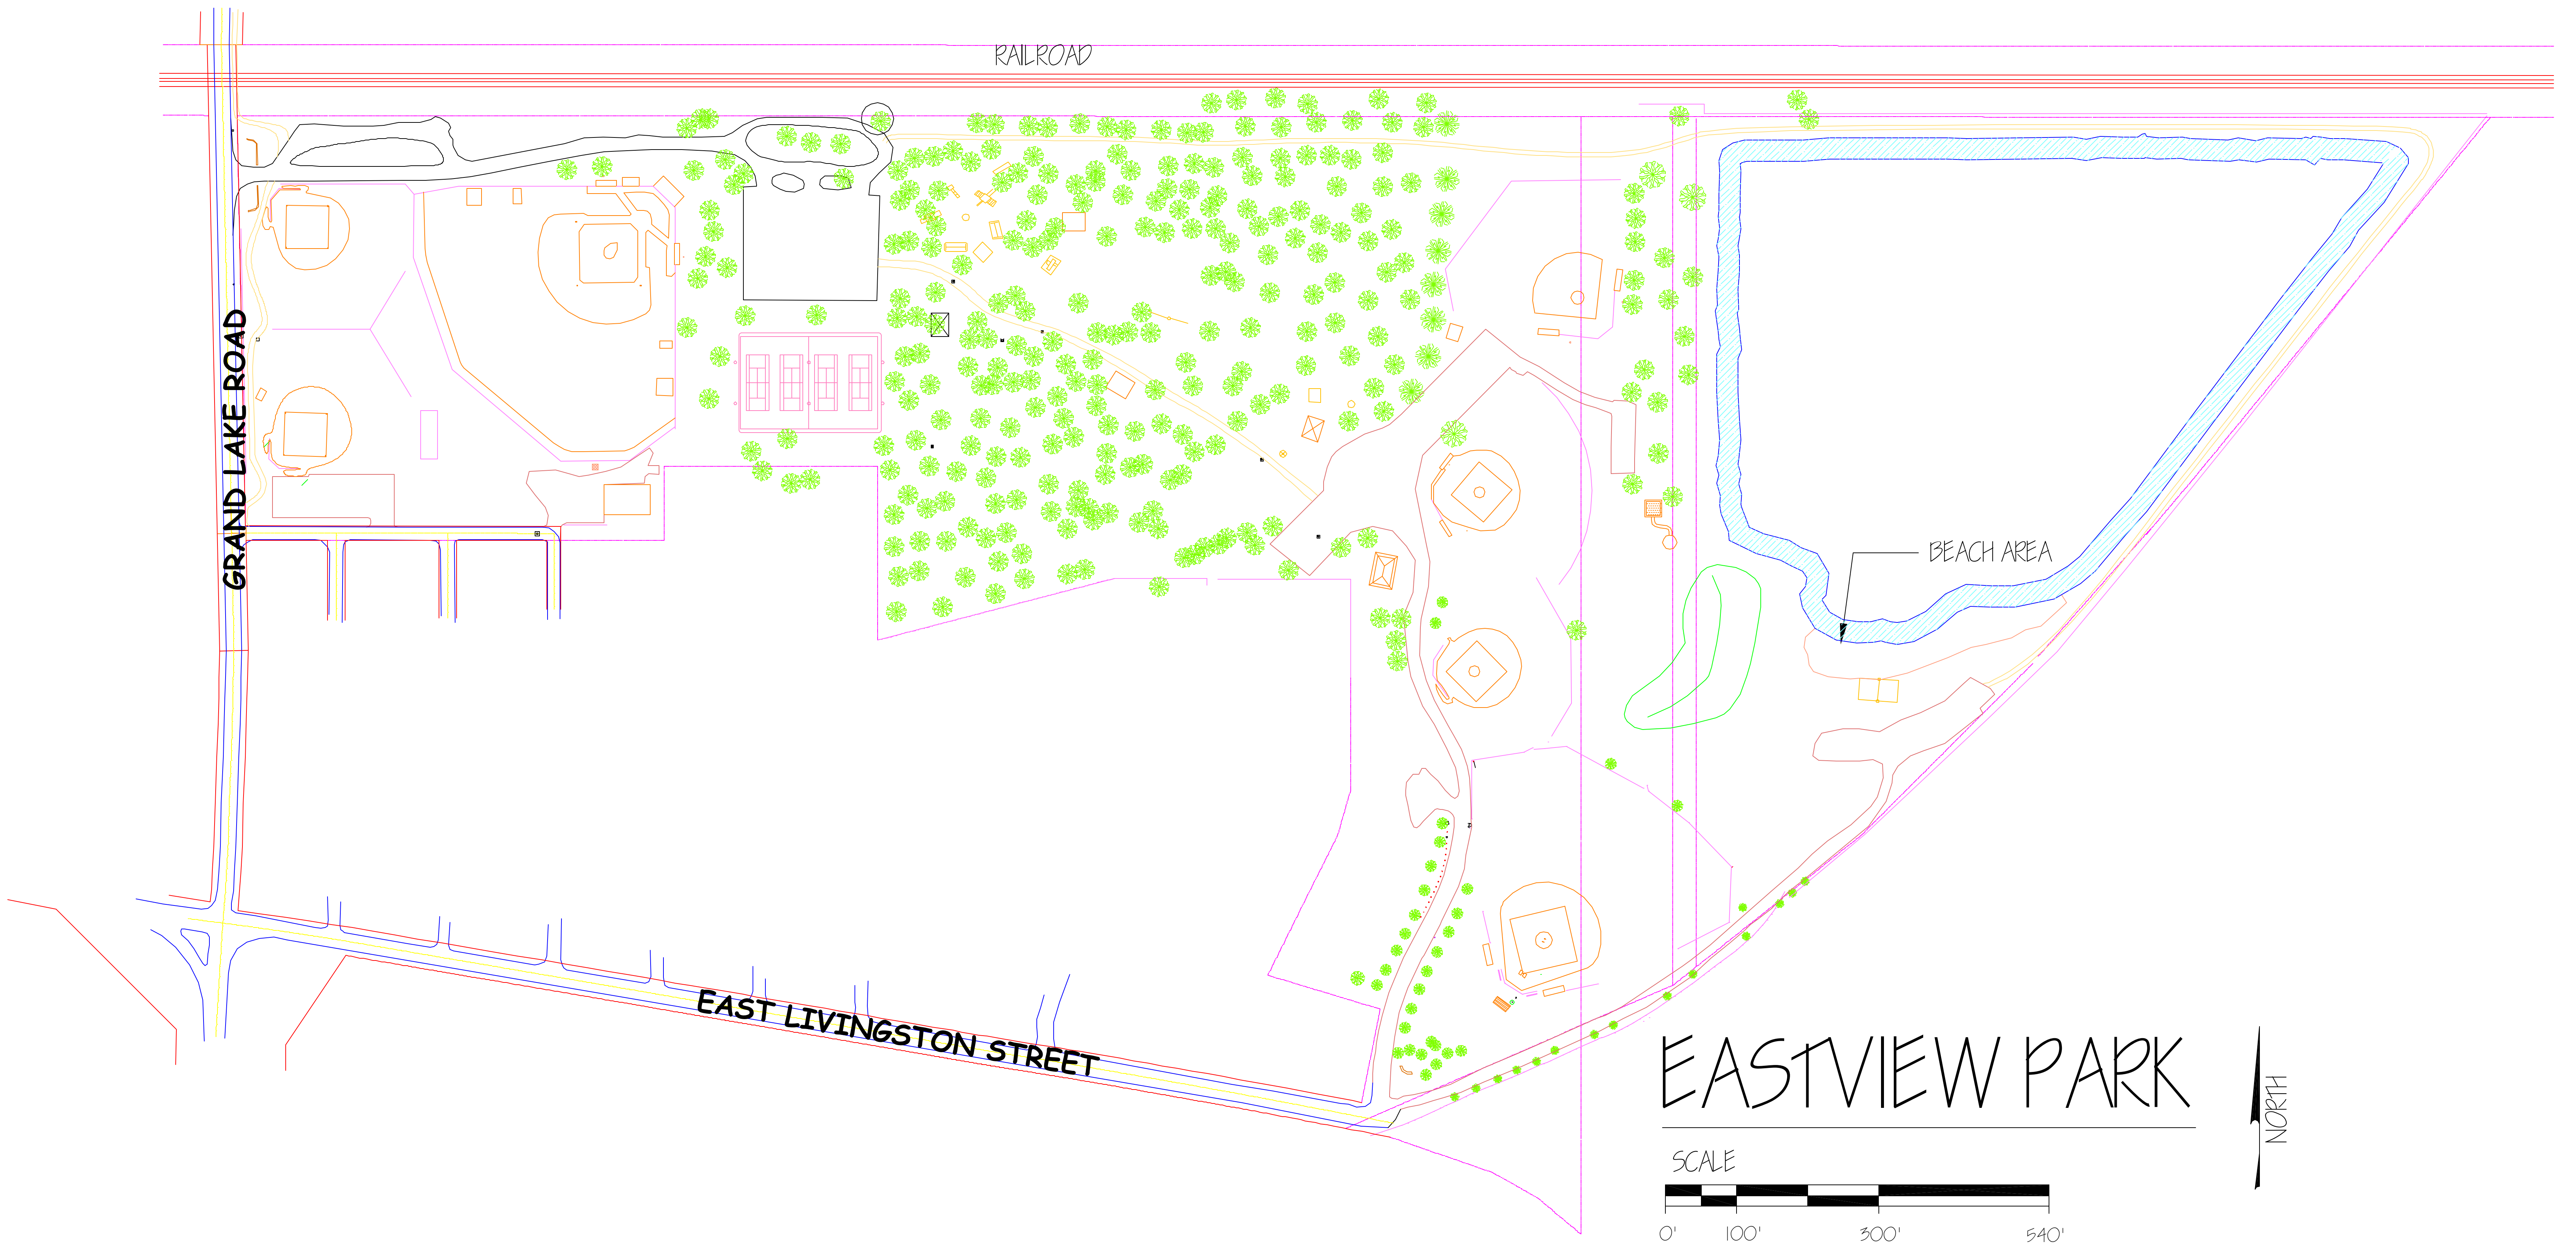 RAILROAD
GRAND LAKE ROAD
BEACH AREA
EAST LIVINGSTON STREET
EASTVIEW PARK
NORTH
SCALE
0' 100' 300' 540'